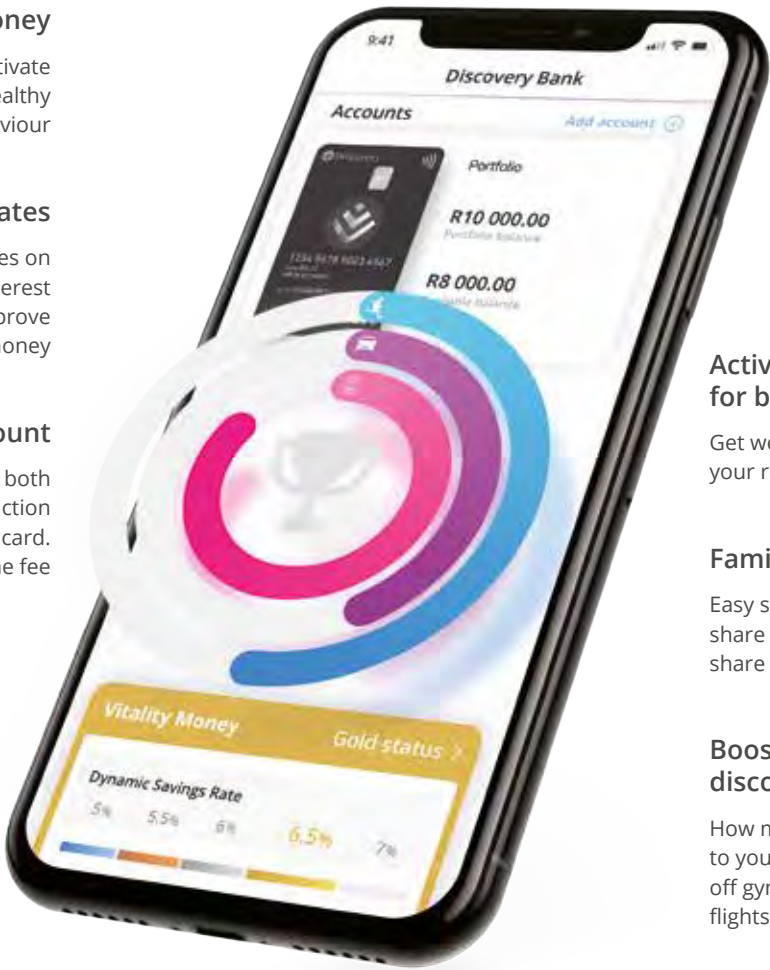 oney
tivate
ealthy
viour
ates
es on
erest
prove
noney
ount
both
ction
card.
e fee
9:41
Discovery Bank
Accounts
Add account
Portfolio
R10 000.00
Portfolio balance
R8 000.00
balance
Vitality Money
Gold status >
Dynamic Savings Rate
5% 5.5% 6% 6.5% 7%
Activ
for b
Get we
your r
Fami
Easy s
share
share
Boos
disco
How m
to you
off gym
flights